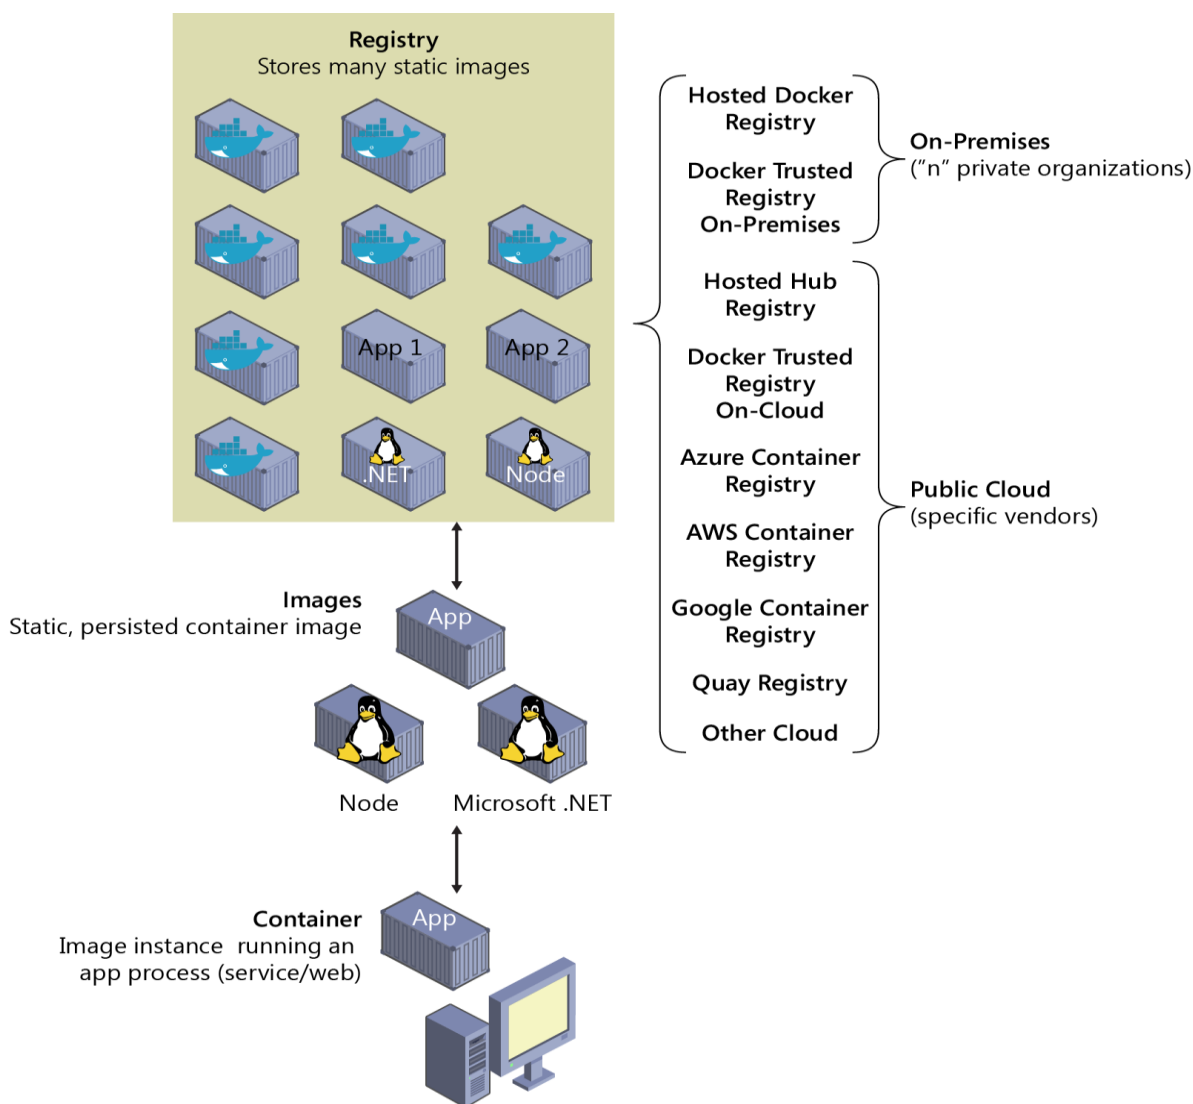 Registry
Stores many static images
App 1
App 2
.NET
Node
Images
Static, persisted container image
App
Node
Microsoft .NET
Container
Image instance running an
app process (service/web)
App
Hosted Docker
Registry
Docker Trusted
Registry
On-Premises
Hosted Hub
Registry
Docker Trusted
Registry
On-Cloud
Azure Container
Registry
AWS Container
Registry
Google Container
Registry
Quay Registry
Other Cloud
On-Premises
("n" private organizations)
Public Cloud
(specific vendors)